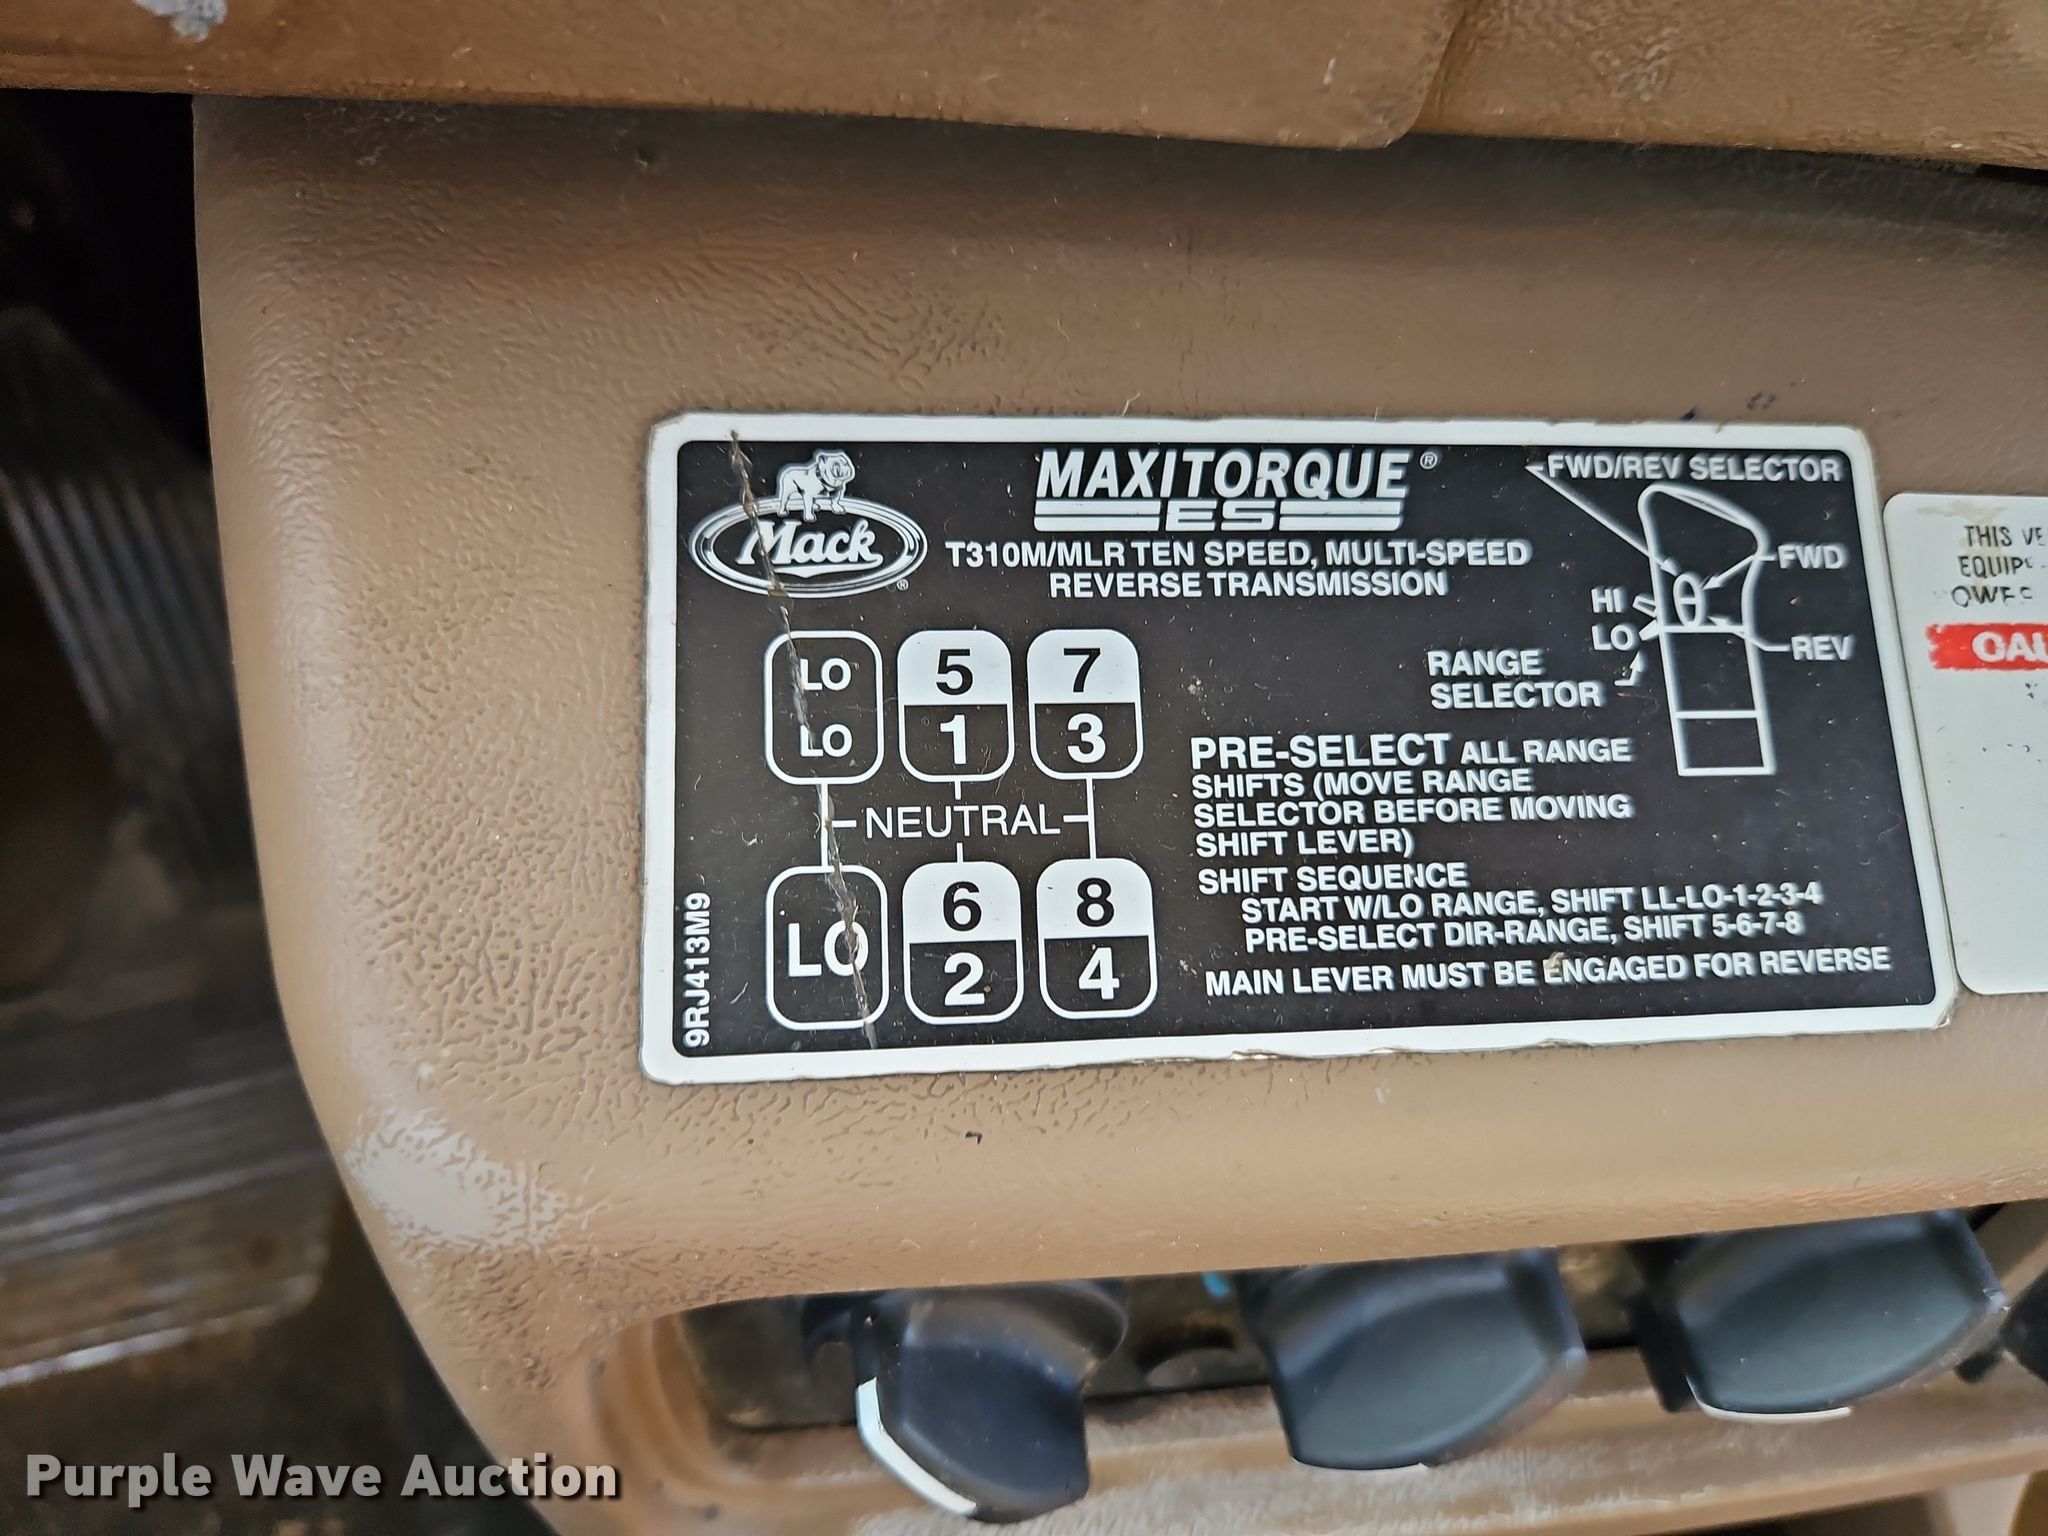 Mack
®
MAXITORQUE®
ES
T310M/MLR TEN SPEED, MULTI-SPEED
REVERSE TRANSMISSION
FWD/REV SELECTOR
FWD
HI
LO
REV
RANGE
SELECTOR
LO
LO
5
1
7
3
NEUTRAL
LO
6
2
8
4
PRE-SELECT ALL RANGE
SHIFTS (MOVE RANGE
SELECTOR BEFORE MOVING
SHIFT LEVER)
SHIFT SEQUENCE
START W/LO RANGE, SHIFT LL-LO-1-2-3-4
PRE-SELECT DIR-RANGE, SHIFT 5-6-7-8
MAIN LEVER MUST BE ENGAGED FOR REVERSE
9RJ413M9
THIS
Purple Wave Auction